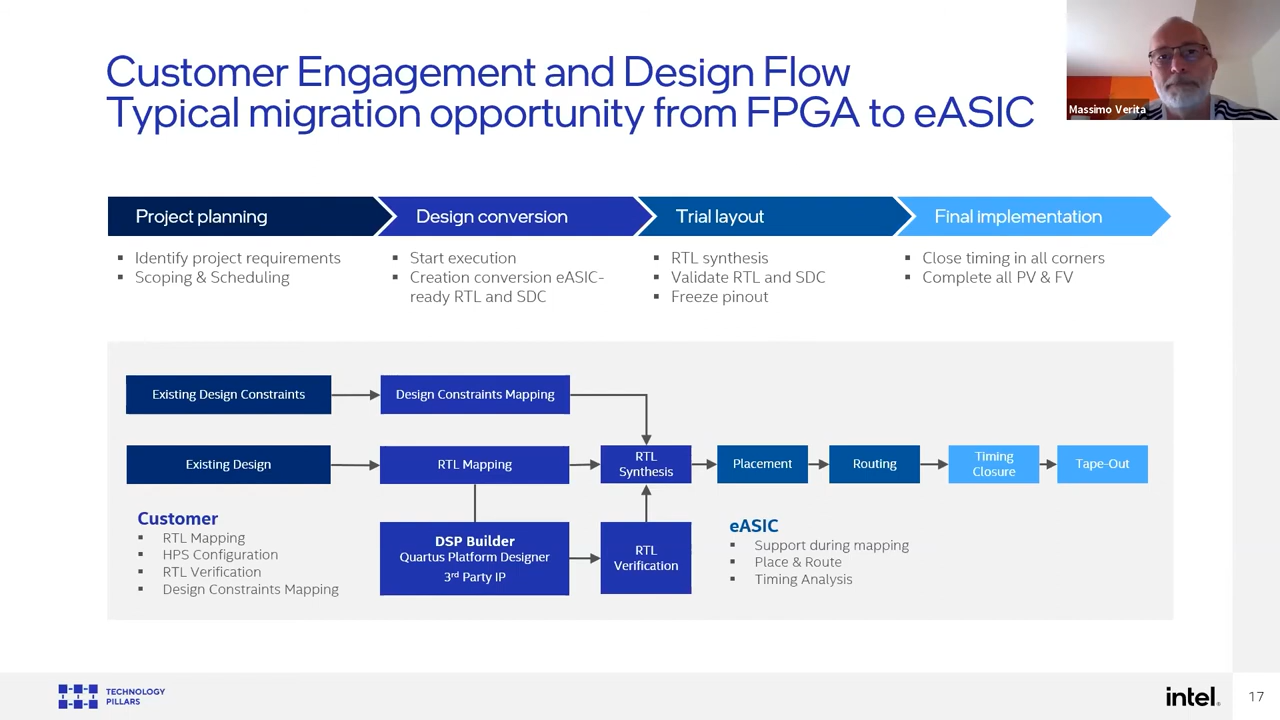 Customer Engagement and Design Flow
Typical migration opportunity from FPGA to eASIC
Massimo Verita
Project planning
Design conversion
Trial layout
Final implementation
▪ Identify project requirements
▪ Scoping & Scheduling
▪ Start execution
▪ Creation conversion eASIC-
ready RTL and SDC
▪ RTL synthesis
▪ Validate RTL and SDC
▪ Freeze pinout
▪ Close timing in all corners
▪ Complete all PV & FV
Existing Design Constraints
Design Constraints Mapping
Existing Design
RTL Mapping
RTL
Synthesis
Placement
Routing
Timing
Closure
Tape-Out
Customer
▪ RTL Mapping
▪ HPS Configuration
▪ RTL Verification
▪ Design Constraints Mapping
DSP Builder
Quartus Platform Designer
3rd Party IP
RTL
Verification
eASIC
▪ Support during mapping
▪ Place & Route
▪ Timing Analysis
TECHNOLOGY
PILLARS
intel.
17